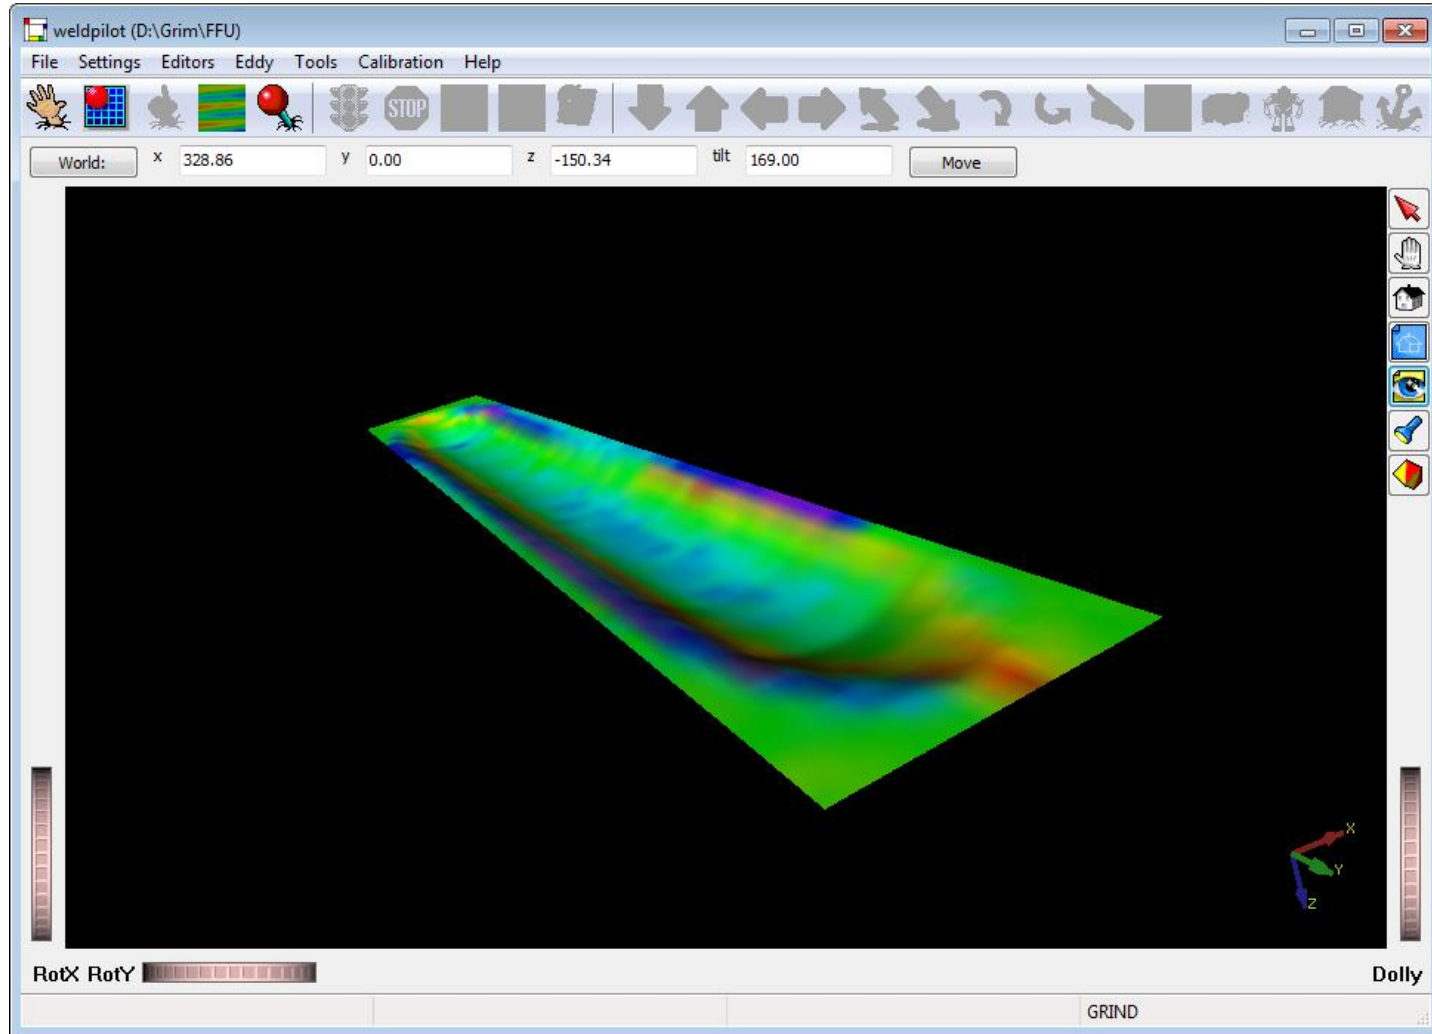 weldpilot (D:\Grim\FFU)
File Settings Editors Eddy Tools Calibration Help
STOP
World: x 328.86 y 0.00 z -150.34 tilt 169.00 Move
X
Y
Z
RotX RotY Dolly
GRIND